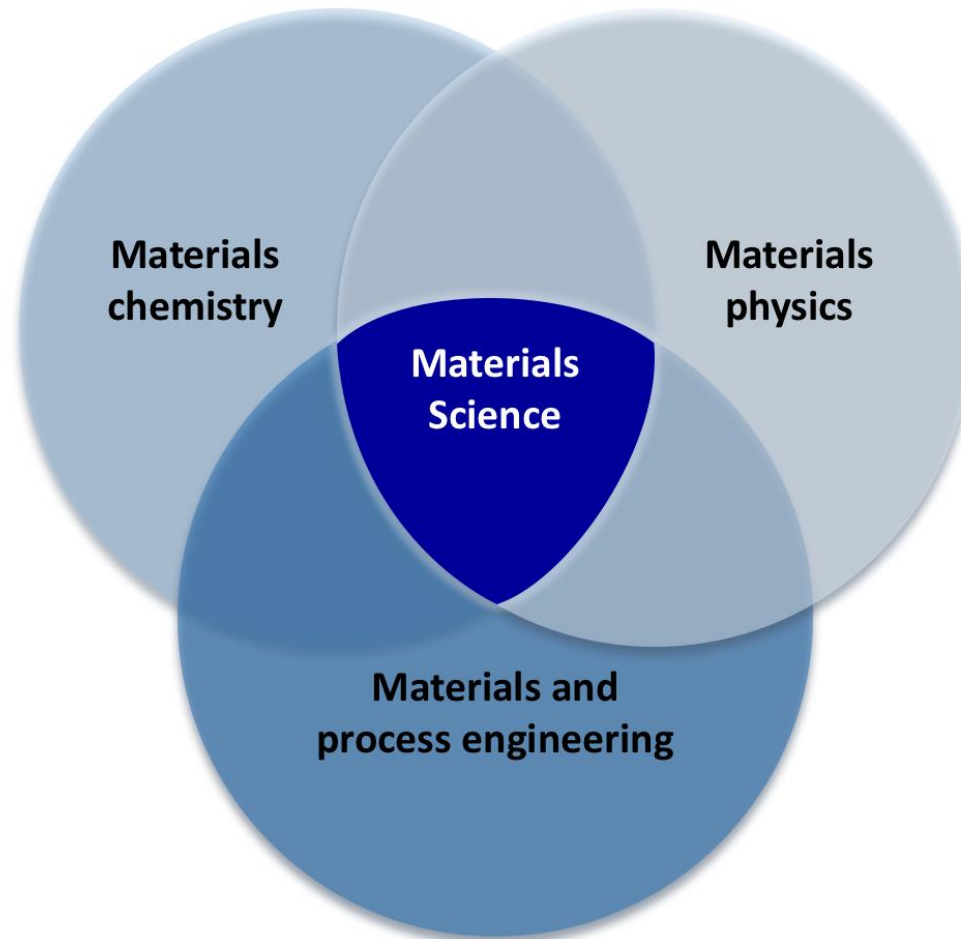 Materials
chemistry
Materials
physics
Materials
Science
Materials and
process engineering